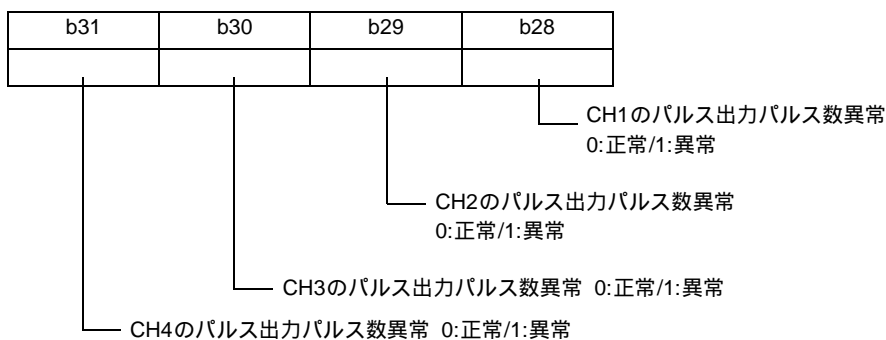 b31 b30 b29 b28
CH1のパルス出力パルス数異常
0:正常/1:異常
CH2のパルス出力パルス数異常
0:正常/1:異常
CH3のパルス出力パルス数異常 0:正常/1:異常
CH4のパルス出力パルス数異常 0:正常/1:異常